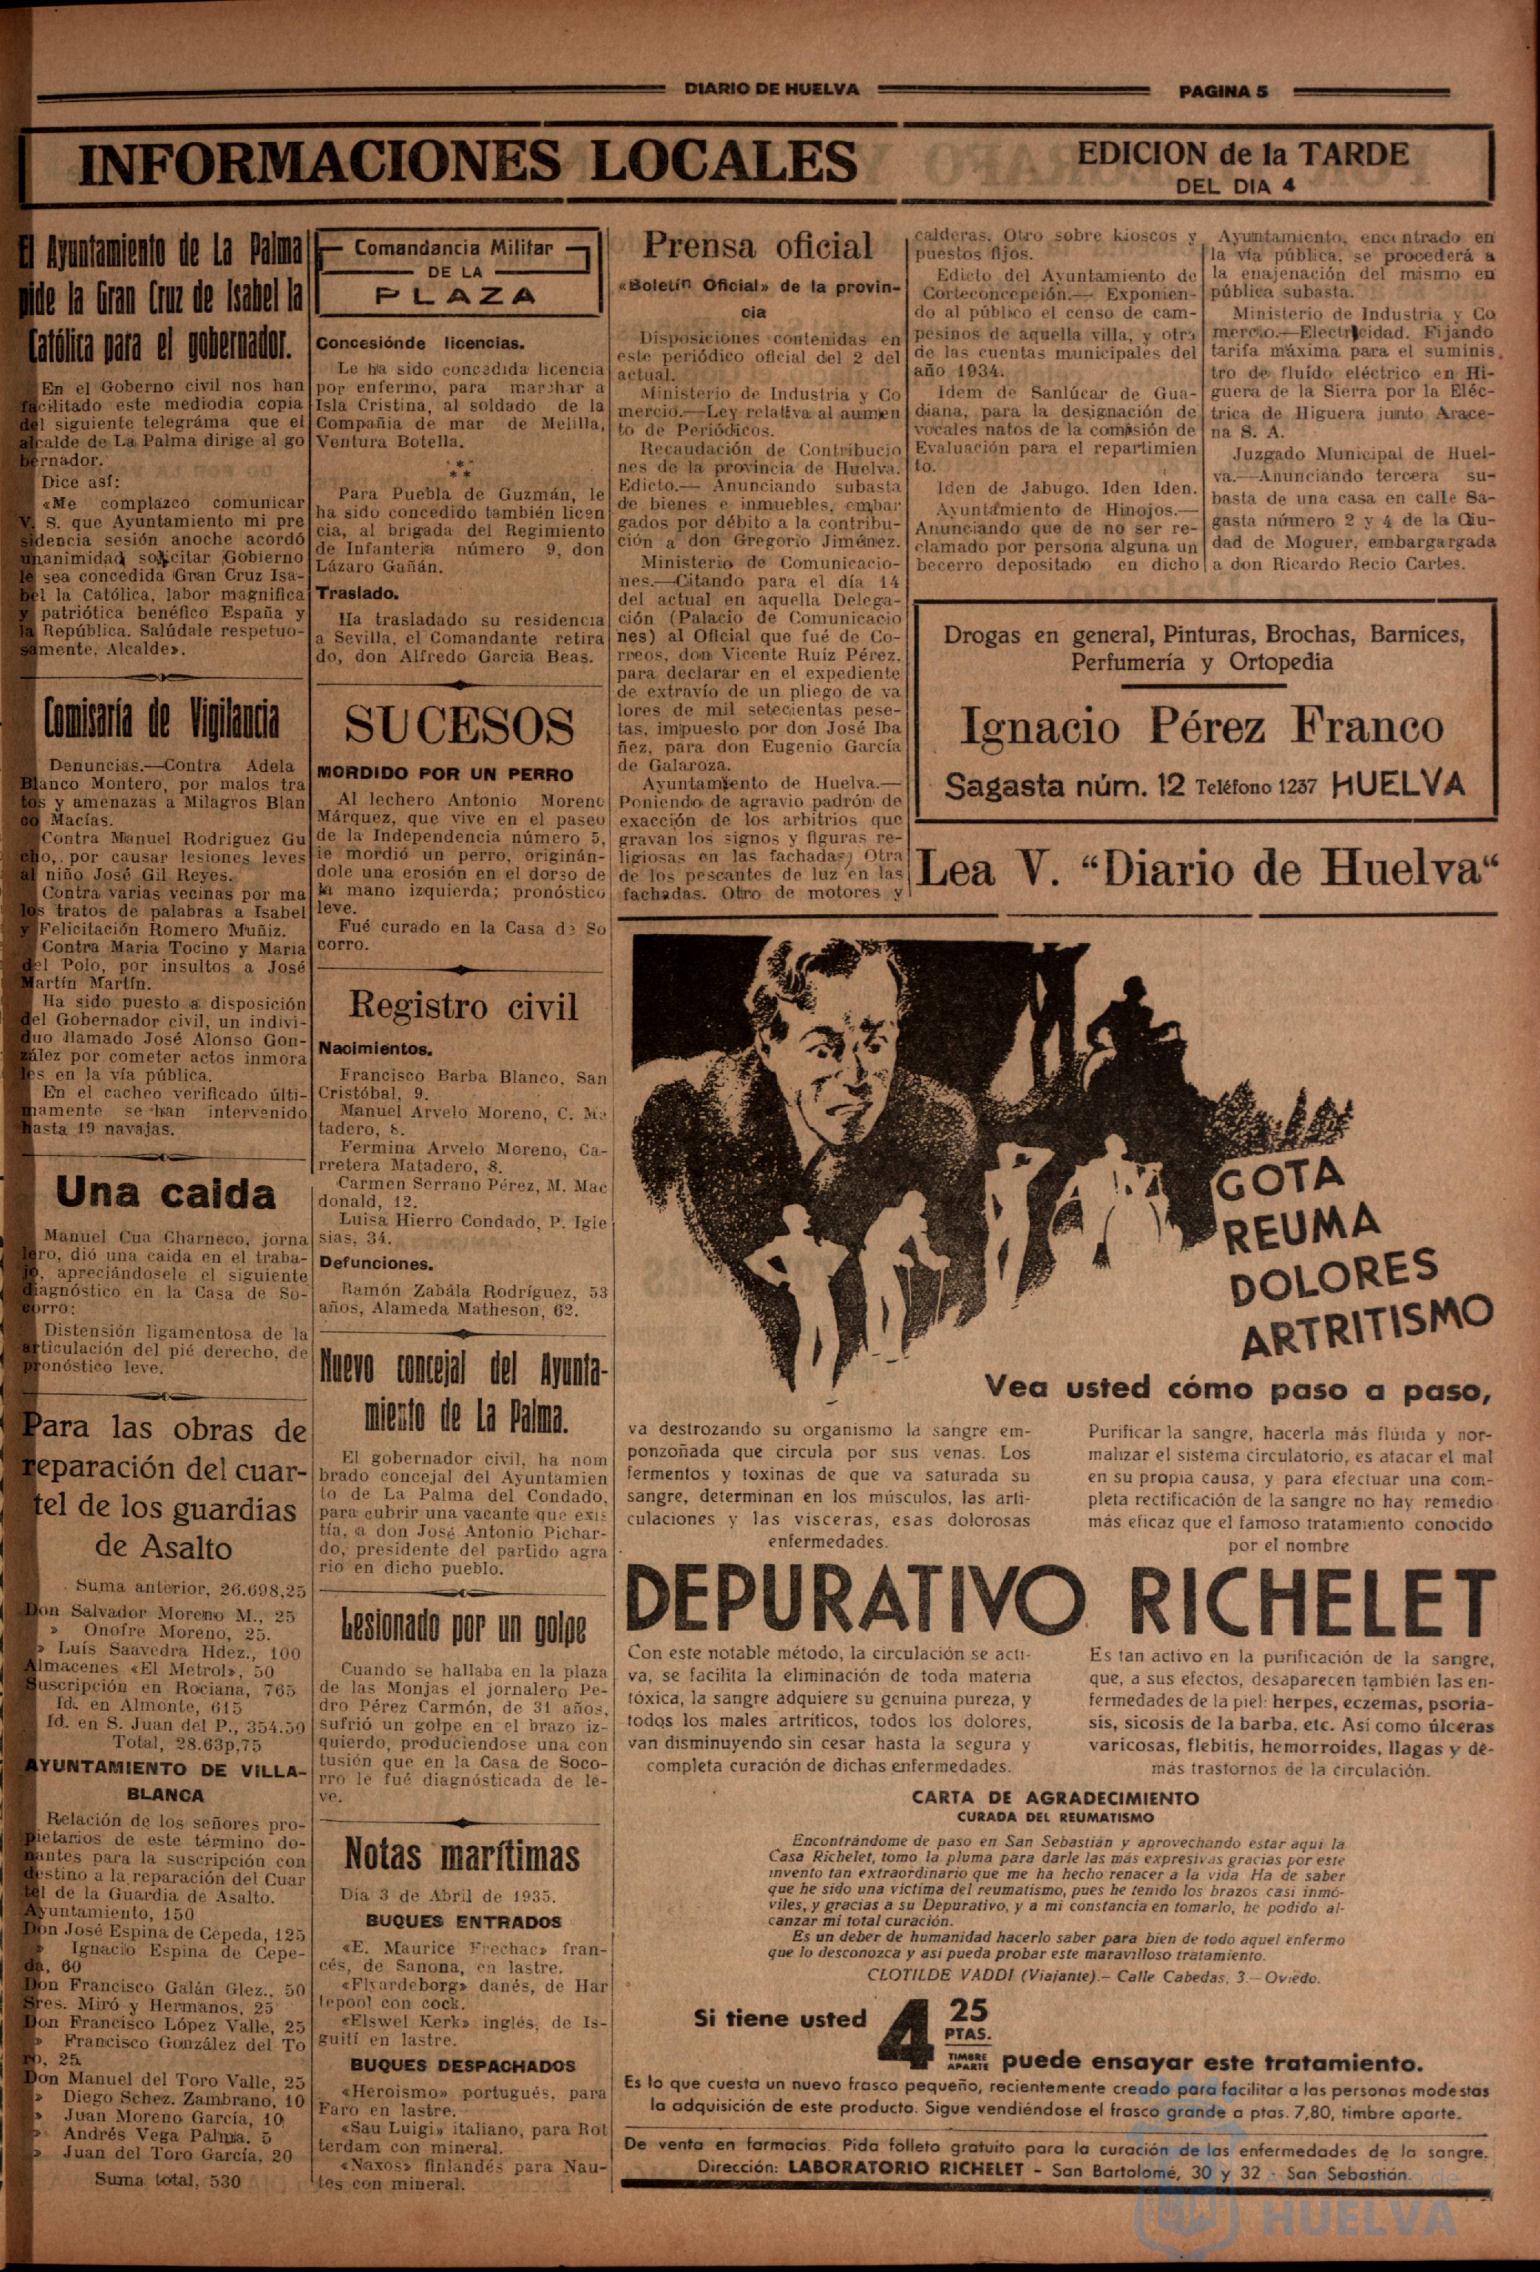 DIARIO DE HUELVA
PAGINA 5
INFORMACIONES LOCALES
EDICION de la TARDE
DEL DIA 4
El Ayuntamiento de La Palma
pide la Gran Cruz de Isabel la
Católica para el gobernador.
En el Goberno civil nos han
facilitado este mediodia copia
del siguiente telegráma que el
alcalde de La Palma dirige al go
bernador.
Dice así:
«Me complazco comunicar
V. S. que Ayuntamiento mi pre
sidencia sesión anoche acordó
unanimidad solicitar Gobierno
le sea concedida Gran Cruz Isa-
bel la Católica, labor magnifica
y patriótica benéfico España y
la República. Salúdale respetuo-
samente, Alcalde».
Comisaría de Vigilancia
Denuncias.—Contra Adela
Blanco Montero, por malos tra
tos y amenazas a Milagros Blan
co Macías.
Contra Manuel Rodriguez Gu
cho, por causar lesiones leves
al niño José Gil Reyes.
Contra varias vecinas por ma
los tratos de palabras a Isabel
y Felicitación Romero Muñiz.
Contra Maria Tocino y Maria
del Polo, por insultos a José
Martín Martín.
Ha sido puesto a disposición
del Gobernador civil, un indivi-
duo llamado José Alonso Gon-
zález por cometer actos inmora
les en la vía pública.
En el cacheo verificado últi-
mamente se han intervenido
hasta 19 navajas.
Una caida
Manuel Cua Charneco, jorna
lero, dió una caida en el traba-
jo, apreciándosele el siguiente
diagnóstico en la Casa de So-
corro:
Distensión ligamentosa de la
articulación del pié derecho, de
pronóstico leve.
Para las obras de
reparación del cuar-
tel de los guardias
de Asalto
Suma anterior, 26.698,25
Don Salvador Moreno M., 25
» Onofre Moreno, 25.
» Luís Saavedra Hdez., 100
Almacenes «El Metrol», 50
Suscripción en Rociana, 765
Id. en Almonte, 615
Id. en S. Juan del P., 354.50
Total, 28.63p,75
AYUNTAMIENTO DE VILLA-
BLANCA
Relación de los señores pro-
pietarios de este término do-
nantes para la suscripción con
destino a la reparación del Cuar
tel de la Guardia de Asalto.
Ayuntamiento, 150
Don José Espina de Cepeda, 125
» Ignacio Espina de Cepe-
da, 60
Don Francisco Galán Glez., 50
Sres. Miró y Hermanos, 25
Don Francisco López Valle, 25
» Francisco González del To
ro, 25
Don Manuel del Toro Valle, 25
» Diego Schez. Zambrano, 10
» Juan Moreno García, 10
» Andrés Vega Palma, 5
» Juan del Toro García, 20
Suma total, 530
Comandancia Militar
DE LA
PLAZA
Concesiónde licencias.
Le ha sido concedida licencia
por enfermo, para marchar a
Isla Cristina, al soldado de la
Compañia de mar de Melilla,
Ventura Botella.
***
Para Puebla de Guzmán, le
ha sido concedido también licen
cia, al brigada del Regimiento
de Infanteria número 9, don
Lázaro Gañán.
Traslado.
Ha trasladado su residencia
a Sevilla, el Comandante retira
do, don Alfredo Garcia Beas.
SUCESOS
MORDIDO POR UN PERRO
Al lechero Antonio Moreno
Márquez, que vive en el paseo
de la Independencia número 5,
le mordió un perro, originán-
dole una erosión en el dorso de
la mano izquierda; pronóstico
leve.
Fué curado en la Casa de So
corro.
Registro civil
Nacimientos.
Francisco Barba Blanco, San
Cristóbal, 9.
Manuel Arvelo Moreno, C. Ma
tadero, 8.
Fermina Arvelo Moreno, Ca-
rretera Matadero, 8.
Carmen Serrano Pérez, M. Mac
donald, 12.
Luisa Hierro Condado, P. Igle
sias, 34.
Defunciones.
Ramón Zabála Rodríguez, 53
años, Alameda Matheson, 62.
Nuevo concejal del Ayunta-
miento de La Palma.
El gobernador civil, ha nom
brado concejal del Ayuntamien
to de La Palma del Condado,
para cubrir una vacante que exis
tía, a don José Antonio Pichar-
do, presidente del partido agra
rio en dicho pueblo.
Lesionado por un golpe
Cuando se hallaba en la plaza
de las Monjas el jornalero Pe-
dro Pérez Carmón, de 31 años,
sufrió un golpe en el brazo iz-
quierdo, produciendose una con
tusión que en la Casa de Soco-
rro le fué diagnósticada de le-
ve.
Notas marítimas
Dia 3 de Abril de 1935.
BUQUES ENTRADOS
«E. Maurice Frechac» fran-
cés, de Sanona, en lastre.
«Flyardeborg» danés, de Har
lepool con cock.
«Elswel Kerk» inglés, de Is-
guití en lastre.
BUQUES DESPACHADOS
«Heroismo» portugués, para
Faro en lastre.
«Sau Luigi» italiano, para Rot
terdam con mineral.
«Naxos» finlandés para Nau-
tes con mineral.
Prensa oficial
«Boletín Oficial» de la provin-
cia
Disposiciones contenidas en
este periódico oficial del 2 del
actual.
Ministerio de Industria y Co
mercio.—Ley relativa al aumen
to de Periódicos.
Recaudación de Contribucio
nes de la provincia de Huelva.
Edicto.— Anunciando subasta
de bienes e inmuebles, embar
gados por débito a la contribu-
ción a don Gregorio Jiménez.
Ministerio de Comunicacio-
nes.—Citando para el día 14
del actual en aquella Delega-
ción (Palacio de Comunicacio
nes) al Oficial que fué de Co-
rreos, don Vicente Ruíz Pérez,
para declarar en el expediente
de extravío de un pliego de va
lores de mil setecientas pese-
tas, impuesto por don José Iba
ñez, para don Eugenio García
de Galaroza.
Ayuntamiento de Huelva.—
Poniendo de agravio padrón de
exacción de los arbitrios que
gravan los signos y figuras re-
ligiosas en las fachadas, Otra
de los pescantes de luz en las
fachadas. Otro de motores y
calderas. Otro sobre kioscos y
puestos fijos.
Edicto del Ayuntamiento de
Corteconcepción.— Exponien-
do al público el censo de cam-
pesinos de aquella villa, y otra
de las cuentas municipales del
año 1934.
Idem de Sanlúcar de Gua-
diana, para la designación de
vocales natos de la comisión de
Evaluación para el repartimien
to.
Iden de Jabugo. Iden Iden.
Ayuntamiento de Hinojos.—
Anunciando que de no ser re-
clamado por persona alguna un
becerro depositado en dicho
Ayuntamiento, encontrado en
la vía pública, se procederá a
la enajenación del mismo en
pública subasta.
Ministerio de Industria y Co
mercio.—Electricidad. Fijando
tarifa máxima para el suminis
tro de fluído eléctrico en Hi-
guera de la Sierra por la Eléc-
trica de Higuera junto Arace-
na S. A.
Juzgado Municipal de Huel-
va.—Anunciando tercera su-
basta de una casa en calle Sa-
gasta número 2 y 4 de la Ciu-
dad de Moguer, embargargada
a don Ricardo Recio Cartes.
Drogas en general, Pinturas, Brochas, Barnices,
Perfumería y Ortopedia
Ignacio Pérez Franco
Sagasta núm. 12 Teléfono 1237 HUELVA
Lea V. “Diario de Huelva“
GOTA
REUMA
DOLORES
ARTRITISMO
Vea usted cómo paso a paso,
va destrozando su organismo la sangre em-
ponzoñada que circula por sus venas. Los
fermentos y toxinas de que va saturada su
sangre, determinan en los músculos, las arti-
culaciones y las visceras, esas dolorosas
enfermedades.
Purificar la sangre, hacerla más flúida y nor-
malizar el sistema circulatorio, es atacar el mal
en su propia causa, y para efectuar una com-
pleta rectificación de la sangre no hay remedio
más eficaz que el famoso tratamiento conocido
por el nombre
DEPURATIVO RICHELET
Con este notable método, la circulación se acti-
va, se facilita la eliminación de toda materia
tóxica, la sangre adquiere su genuina pureza, y
todos los males artríticos, todos los dolores,
van disminuyendo sin cesar hasta la segura y
completa curación de dichas enfermedades.
Es tan activo en la purificación de la sangre,
que, a sus efectos, desaparecen también las en-
fermedades de la piel: herpes, eczemas, psoria-
sis, sicosis de la barba, etc. Así como úlceras
varicosas, flebitis, hemorroides, llagas y de-
más trastornos de la circulación.
CARTA DE AGRADECIMIENTO
CURADA DEL REUMATISMO
Encontrándome de paso en San Sebastián y aprovechando estar aquí la
Casa Richelet, tomo la pluma para darle las más expresivas gracias por este
invento tan extraordinario que me ha hecho renacer a la vida Ha de saber
que he sido una víctima del reumatismo, pues he tenido los brazos casi inmó-
viles, y gracias a su Depurativo, y a mi constancia en tomarlo, he podido al-
canzar mi total curación.
Es un deber de humanidad hacerlo saber para bien de todo aquel enfermo
que lo desconozca y así pueda probar este maravilloso tratamiento.
CLOTILDE VADDI (Viajante).— Calle Cabedas, 3.— Oviedo.
Si tiene usted 4 25 PTAS. TIMBRE APARTE puede ensayar este tratamiento.
Es lo que cuesta un nuevo frasco pequeño, recientemente creado para facilitar a las personas modestas
la adquisición de este producto. Sigue vendiéndose el frasco grande a ptas. 7,80, timbre aparte.
De venta en farmacias. Pida folleto gratuito para la curación de las enfermedades de la sangre.
Dirección: LABORATORIO RICHELET - San Bartolomé, 30 y 32 - San Sebastián.
HUELVA